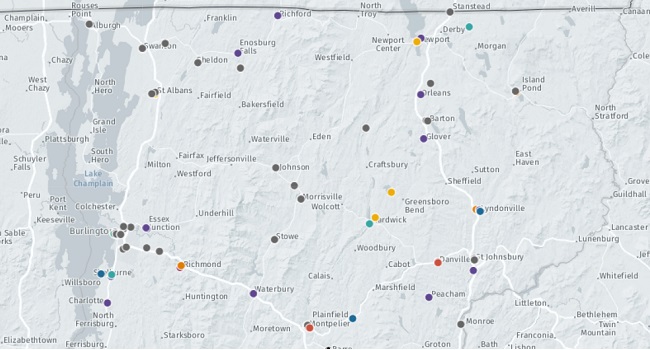 Rouses
Point
Champlain
Mooers
Alburgh
Franklin
Richford
North
Troy
Stanstead
Averill
Canaan
Derby
Swanton
Enosburg
Falls
Sheldon
Newport
Center
Newport
Morgan
Westfield
Chazy
West
Chazy
North
Hero
St Albans
Fairfield
Bakersfield
Orleans
Island
Pond
North
Stratford
Grand
Isle
Plattsburgh
Waterville
Eden
Barton
Glover
Schuyler
Falls
South
Hero
Milton
Fairfax
Westford
Jeffersonville
Johnson
Craftsbury
East
Haven
Sutton
Sheffield
Lake
Champlain
Peru
Port
Kent
Keeseville
Colchester
Underhill
Morrisville
Wolcott
Greensboro
Bend
Hardwick
Lyndonville
Guildhall
Lancaster
Essex
Junction
Burlington
Stowe
Woodbury
Lunenburg
Cabot
Danville
St Johnsbury
Richmond
Shelburne
Willsboro
Calais
Marshfield
Whitefield
Charlotte
Huntington
Waterbury
Peacham
Littleton
Bethlehem
Twin
Mountain
North
Ferrisburg
Plainfield
Montpelier
Moretown
Monroe
Franconia
Elizabethtown
Ferrisburg
Starksboro
Barre
Groton
Bath
Lisbon